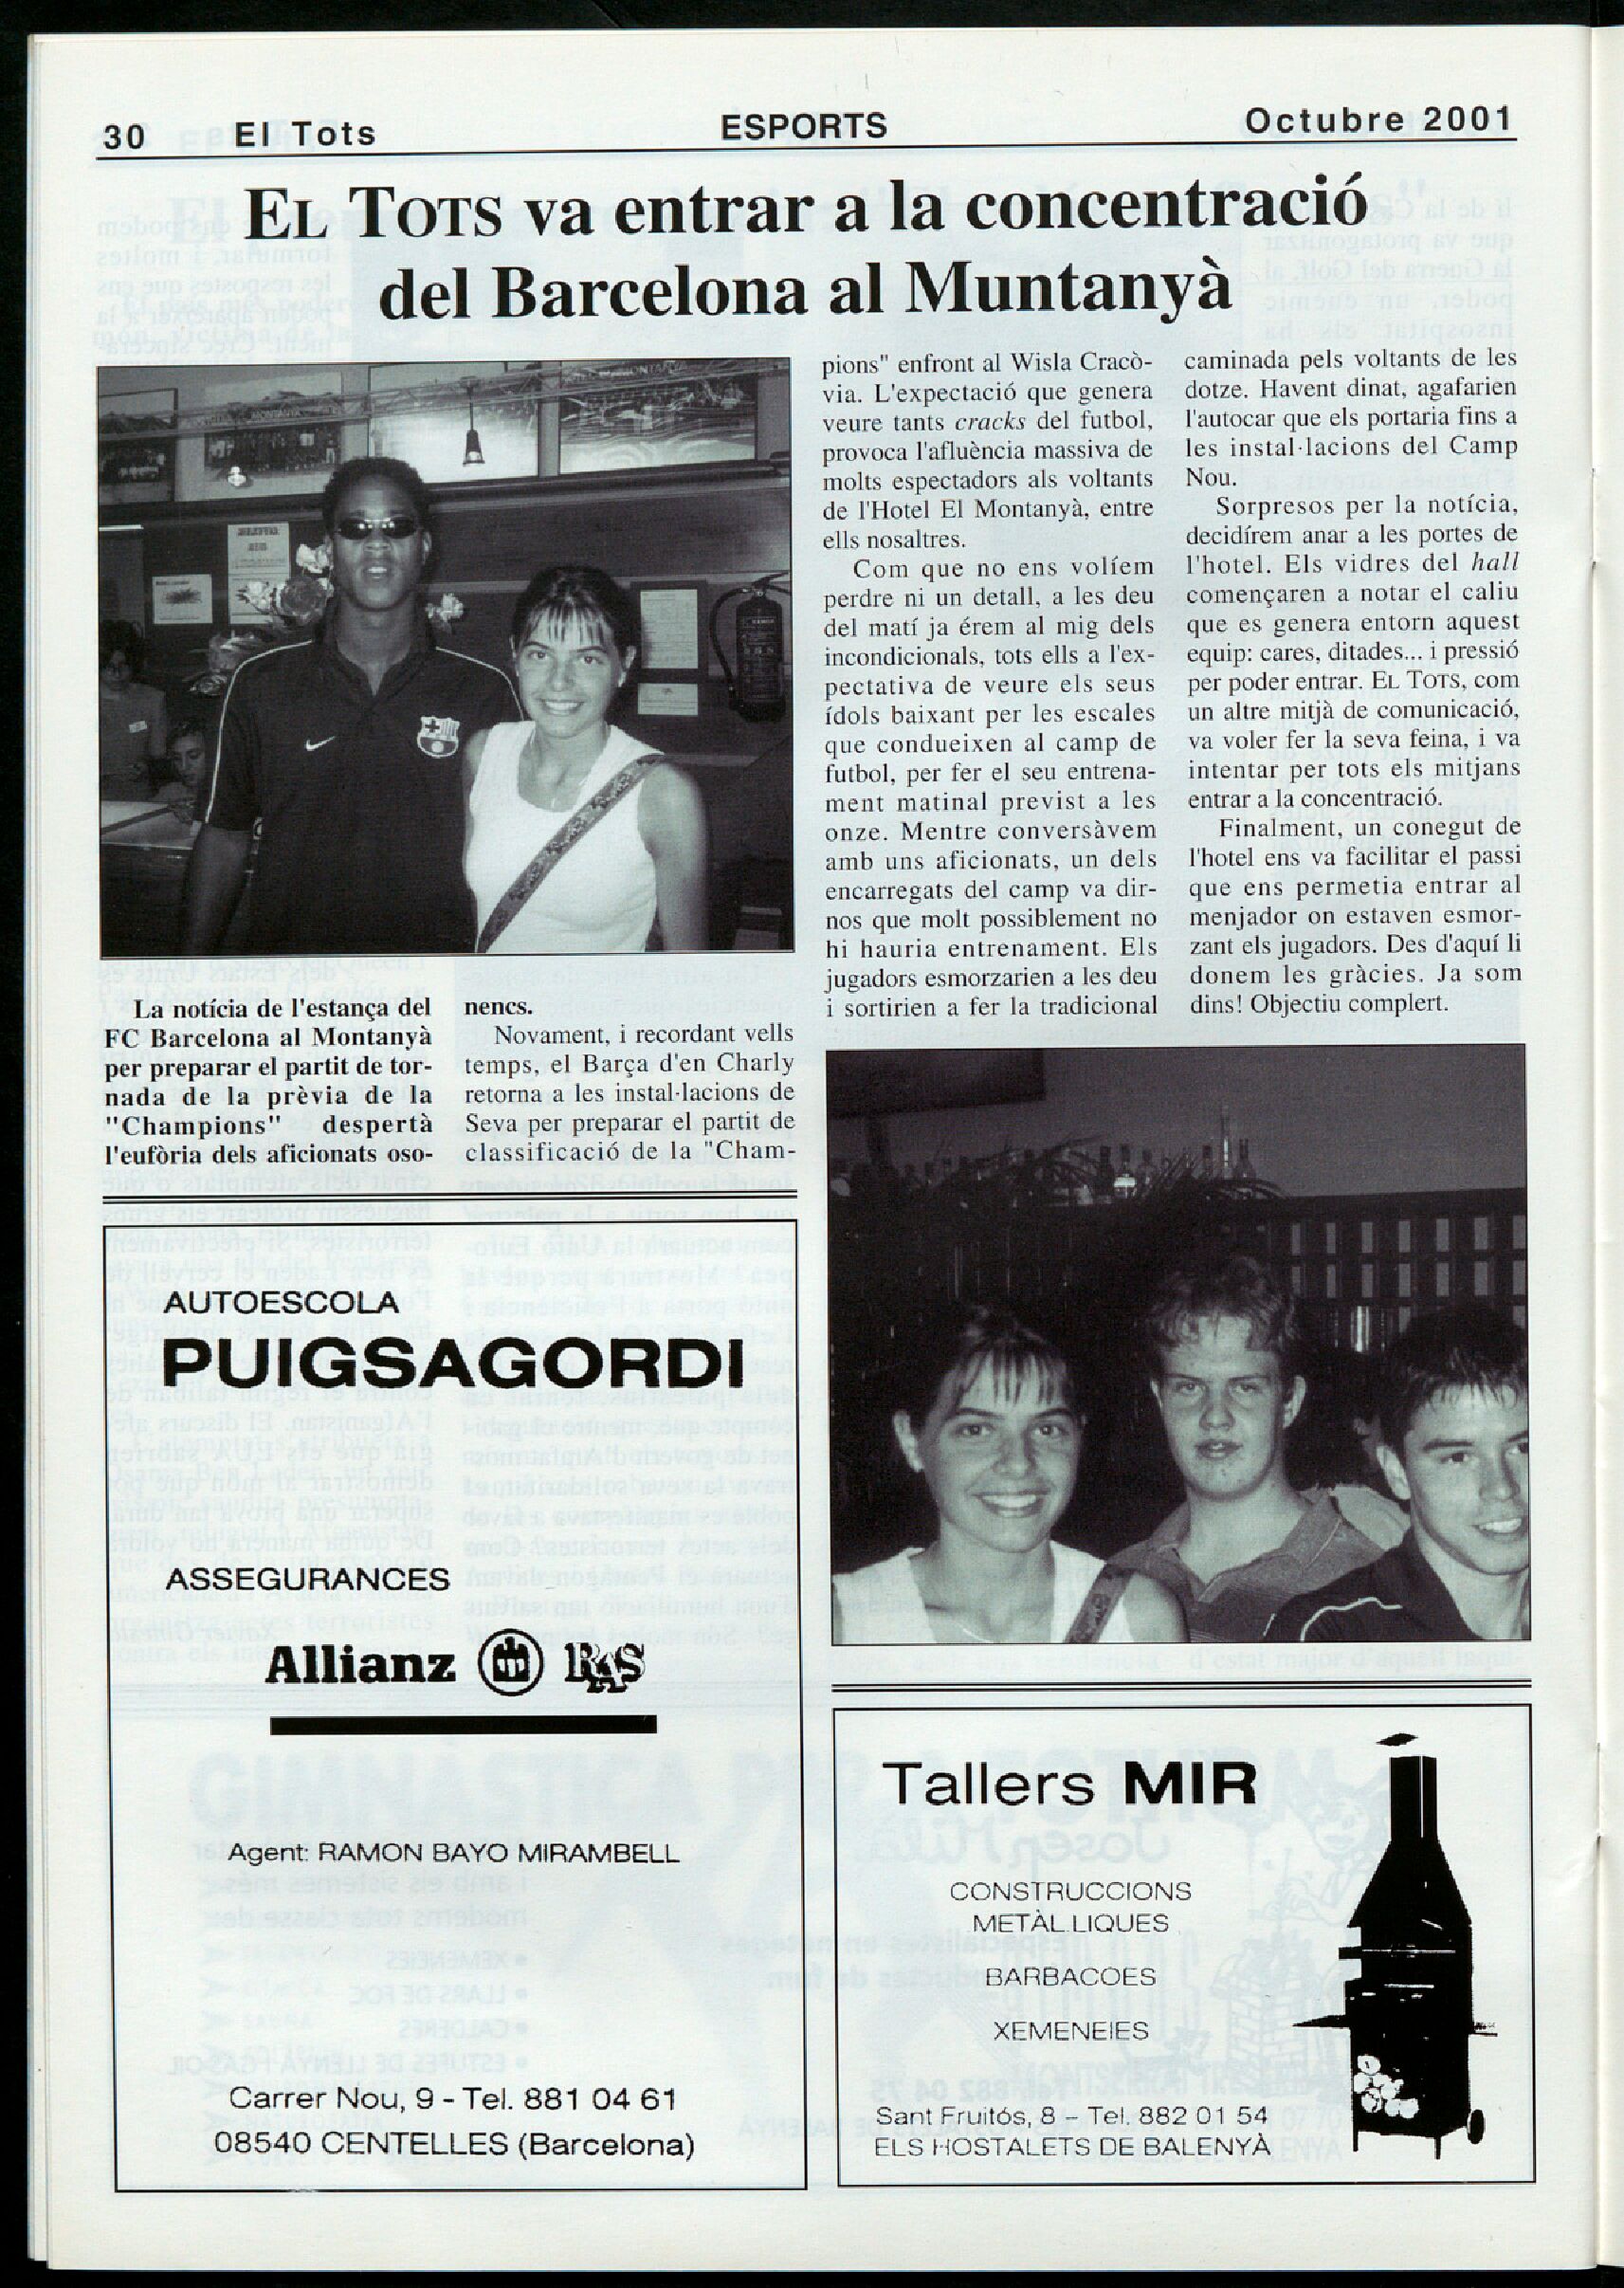 30 El Tots ESPORTS Octubre 2001
EL TOTS va entrar a la concentració
del Barcelona al Muntanyà
La notícia de l'estança del
FC Barcelona al Montanyà
per preparar el partit de tor-
nada de la prèvia de la
"Champions" despertà
l'eufòria dels aficionats oso-
nencs.
Novament, i recordant vells
temps, el Barça d'en Charly
retorna a les instal·lacions de
Seva per preparar el partit de
classificació de la "Cham-
pions" enfront al Wisla Cracò-
via. L'expectació que genera
veure tants cracks del futbol,
provoca l'afluència massiva de
molts espectadors als voltants
de l'Hotel El Montanyà, entre
ells nosaltres.
Com que no ens volíem
perdre ni un detall, a les deu
del matí ja érem al mig dels
incondicionals, tots ells a l'ex-
pectativa de veure els seus
ídols baixant per les escales
que condueixen al camp de
futbol, per fer el seu entrena-
ment matinal previst a les
onze. Mentre conversàvem
amb uns aficionats, un dels
encarregats del camp va dir-
nos que molt possiblement no
hi hauria entrenament. Els
jugadors esmorzarien a les deu
i sortirien a fer la tradicional
caminada pels voltants de les
dotze. Havent dinat, agafarien
l'autocar que els portaria fins a
les instal·lacions del Camp
Nou.
Sorpresos per la notícia,
decidírem anar a les portes de
l'hotel. Els vidres del hall
començaren a notar el caliu
que es genera entorn aquest
equip: cares, ditades... i pressió
per poder entrar. EL TOTS, com
un altre mitjà de comunicació,
va voler fer la seva feina, i va
intentar per tots els mitjans
entrar a la concentració.
Finalment, un conegut de
l'hotel ens va facilitar el passi
que ens permetia entrar al
menjador on estaven esmor-
zant els jugadors. Des d'aquí li
donem les gràcies. Ja som
dins! Objectiu complert.
AUTOESCOLA
PUIGSAGORDI
ASSEGURANCES
Allianz RAS
Agent: RAMON BAYO MIRAMBELL
Carrer Nou, 9 - Tel. 881 04 61
08540 CENTELLES (Barcelona)
Tallers MIR
CONSTRUCCIONS
METÀL.LIQUES
BARBACOES
XEMENEIES
Sant Fruitós, 8 - Tel. 882 01 54
ELS HOSTALETS DE BALENYÀ